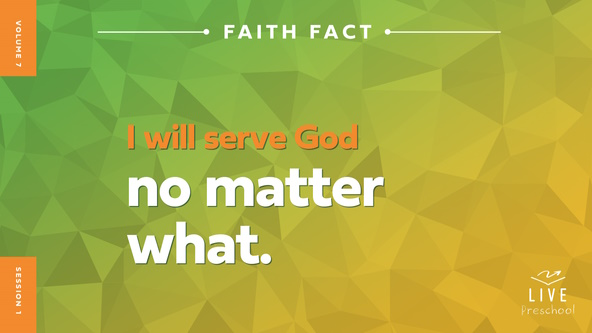 VOLUME 7
FAITH FACT
I will serve God
no matter
what.
SESSION 1
LIVE
Preschool